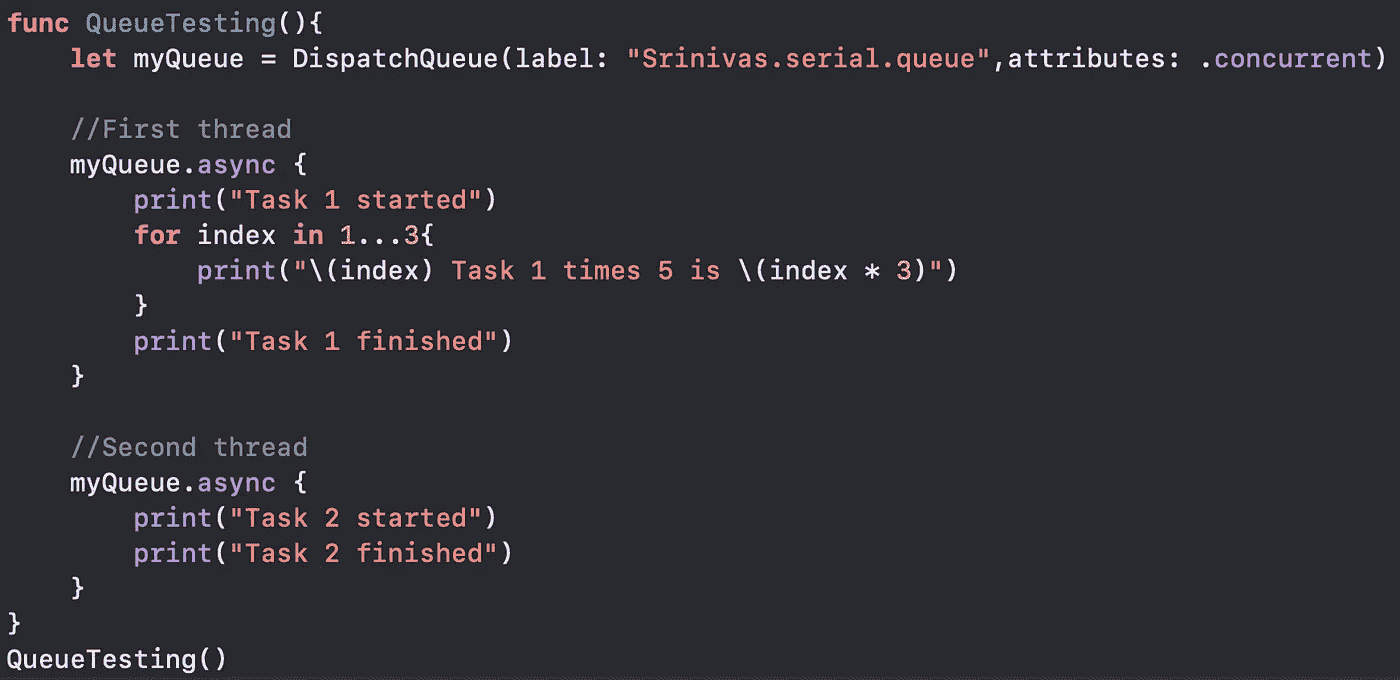 func QueueTesting(){
    let myQueue = DispatchQueue(label: "Srinivas.serial.queue",attributes: .concurrent)
    //First thread
    myQueue.async {
        print("Task 1 started")
        for index in 1...3{
            print("\(index) Task 1 times 5 is \(index * 3)")
        }
        print("Task 1 finished")
    }
    //Second thread
    myQueue.async {
        print("Task 2 started")
        print("Task 2 finished")
    }
}
QueueTesting()